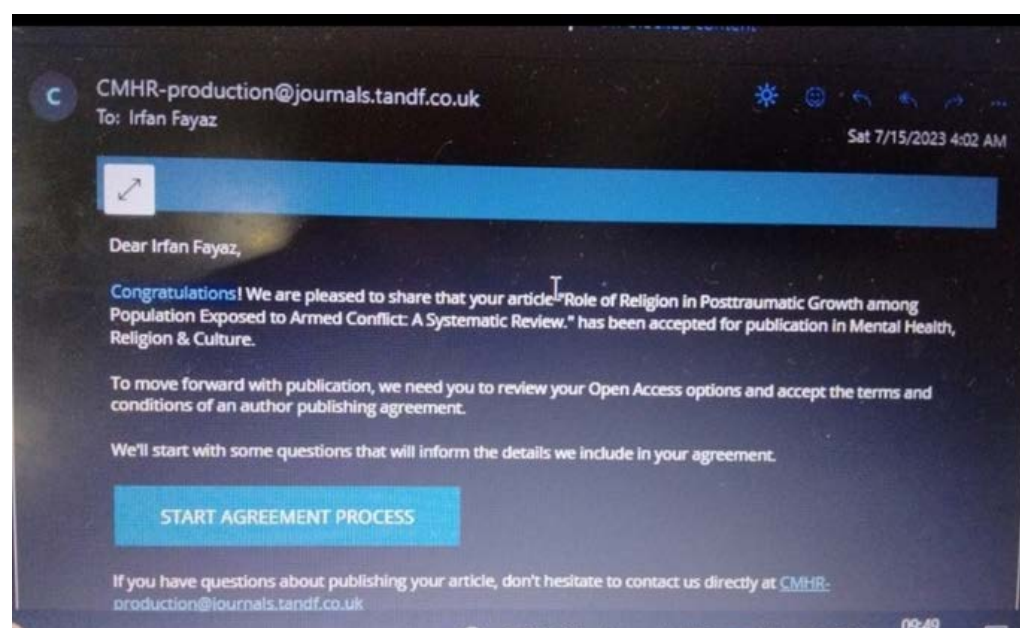 C
CMHR-production@journals.tandf.co.uk
To: Irfan Fayaz
Sat 7/15/2023 4:02 AM
Dear Irfan Fayaz,
Congratulations! We are pleased to share that your article "Role of Religion in Posttraumatic Growth among
Population Exposed to Armed Conflict: A Systematic Review." has been accepted for publication in Mental Health,
Religion & Culture.
To move forward with publication, we need you to review your Open Access options and accept the terms and
conditions of an author publishing agreement.
We'll start with some questions that will inform the details we include in your agreement.
START AGREEMENT PROCESS
If you have questions about publishing your article, don't hesitate to contact us directly at CMHR-
production@journals.tandf.co.uk
09:49